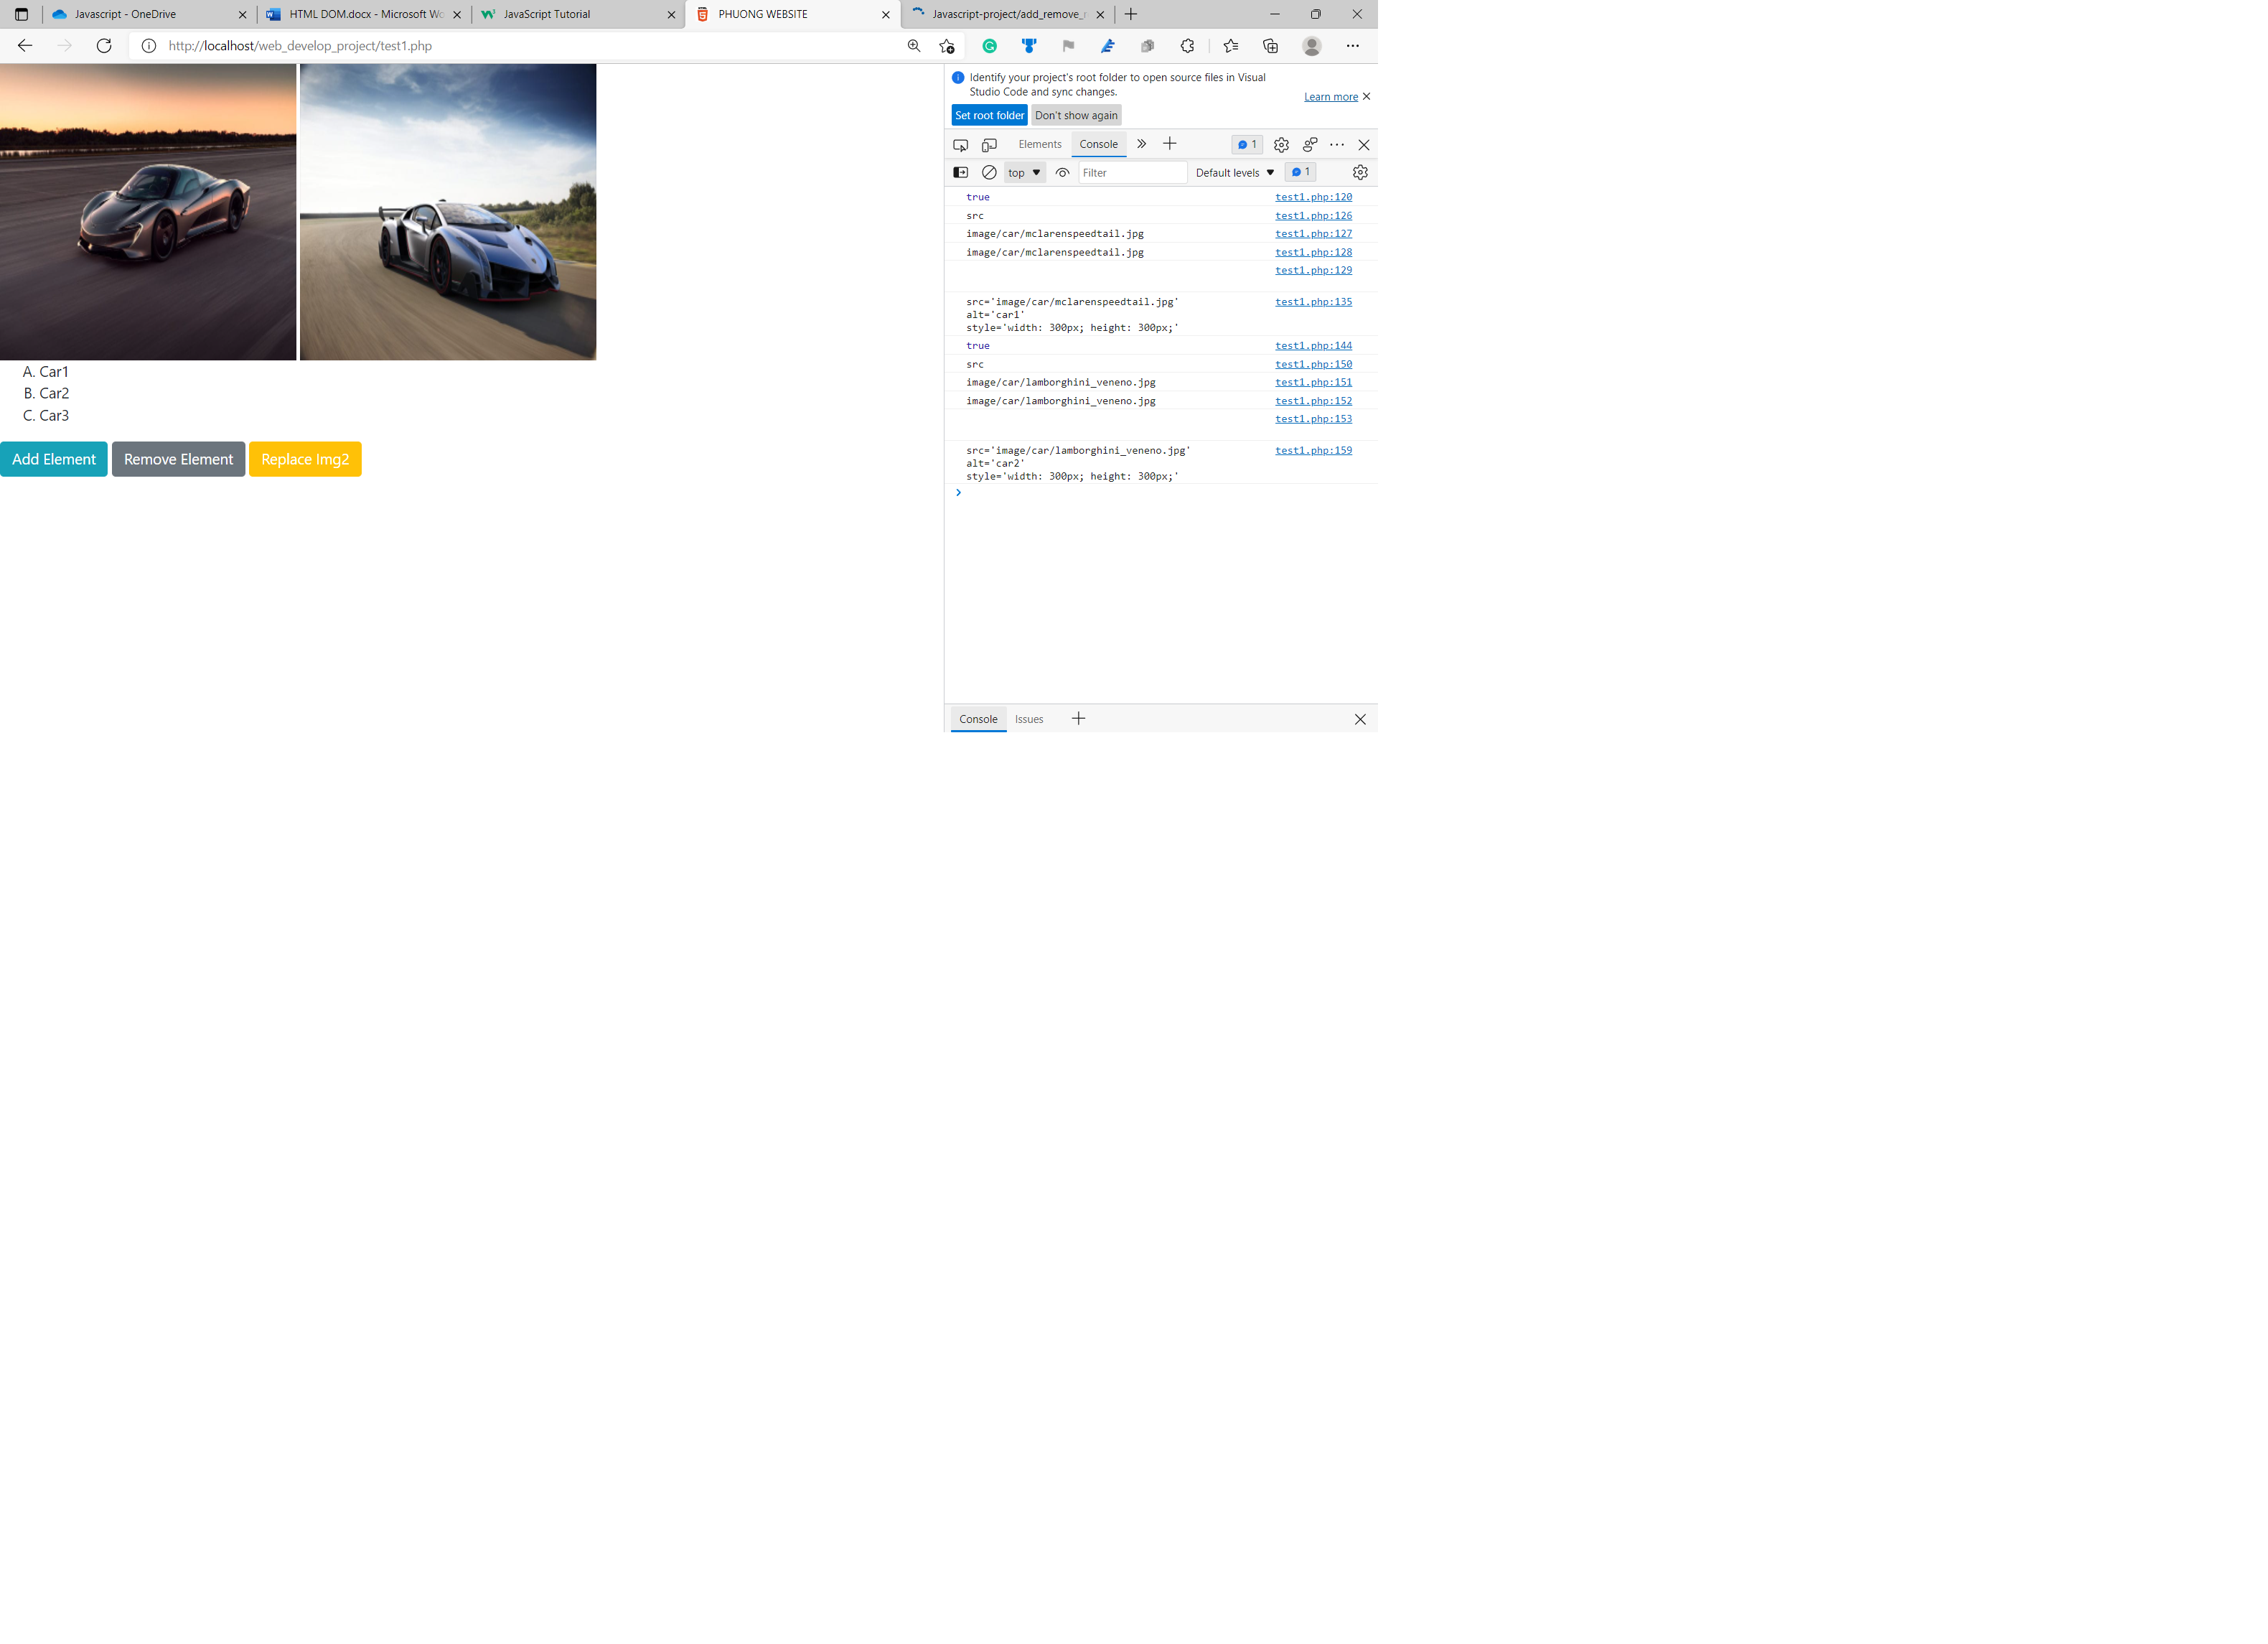 Javascript - OneDrive
HTML DOM.docx - Microsoft Wo
JavaScript Tutorial
PHUONG WEBSITE
Javascript-project/add_remove_
http://localhost/web_develop_project/test1.php
Identify your project's root folder to open source files in Visual
Studio Code and sync changes.
Learn more
Set root folder
Don't show again
Elements
Console
1
top
Filter
Default levels
1
true
test1.php:120
src
test1.php:126
image/car/mclarenspeedtail.jpg
test1.php:127
image/car/mclarenspeedtail.jpg
test1.php:128
test1.php:129
src='image/car/mclarenspeedtail.jpg'
test1.php:135
alt='car1'
style='width: 300px; height: 300px;'
true
test1.php:144
src
test1.php:150
image/car/lamborghini_veneno.jpg
test1.php:151
image/car/lamborghini_veneno.jpg
test1.php:152
test1.php:153
src='image/car/lamborghini_veneno.jpg'
test1.php:159
alt='car2'
style='width: 300px; height: 300px;'
A. Car1
B. Car2
C. Car3
Add Element
Remove Element
Replace Img2
Console
Issues